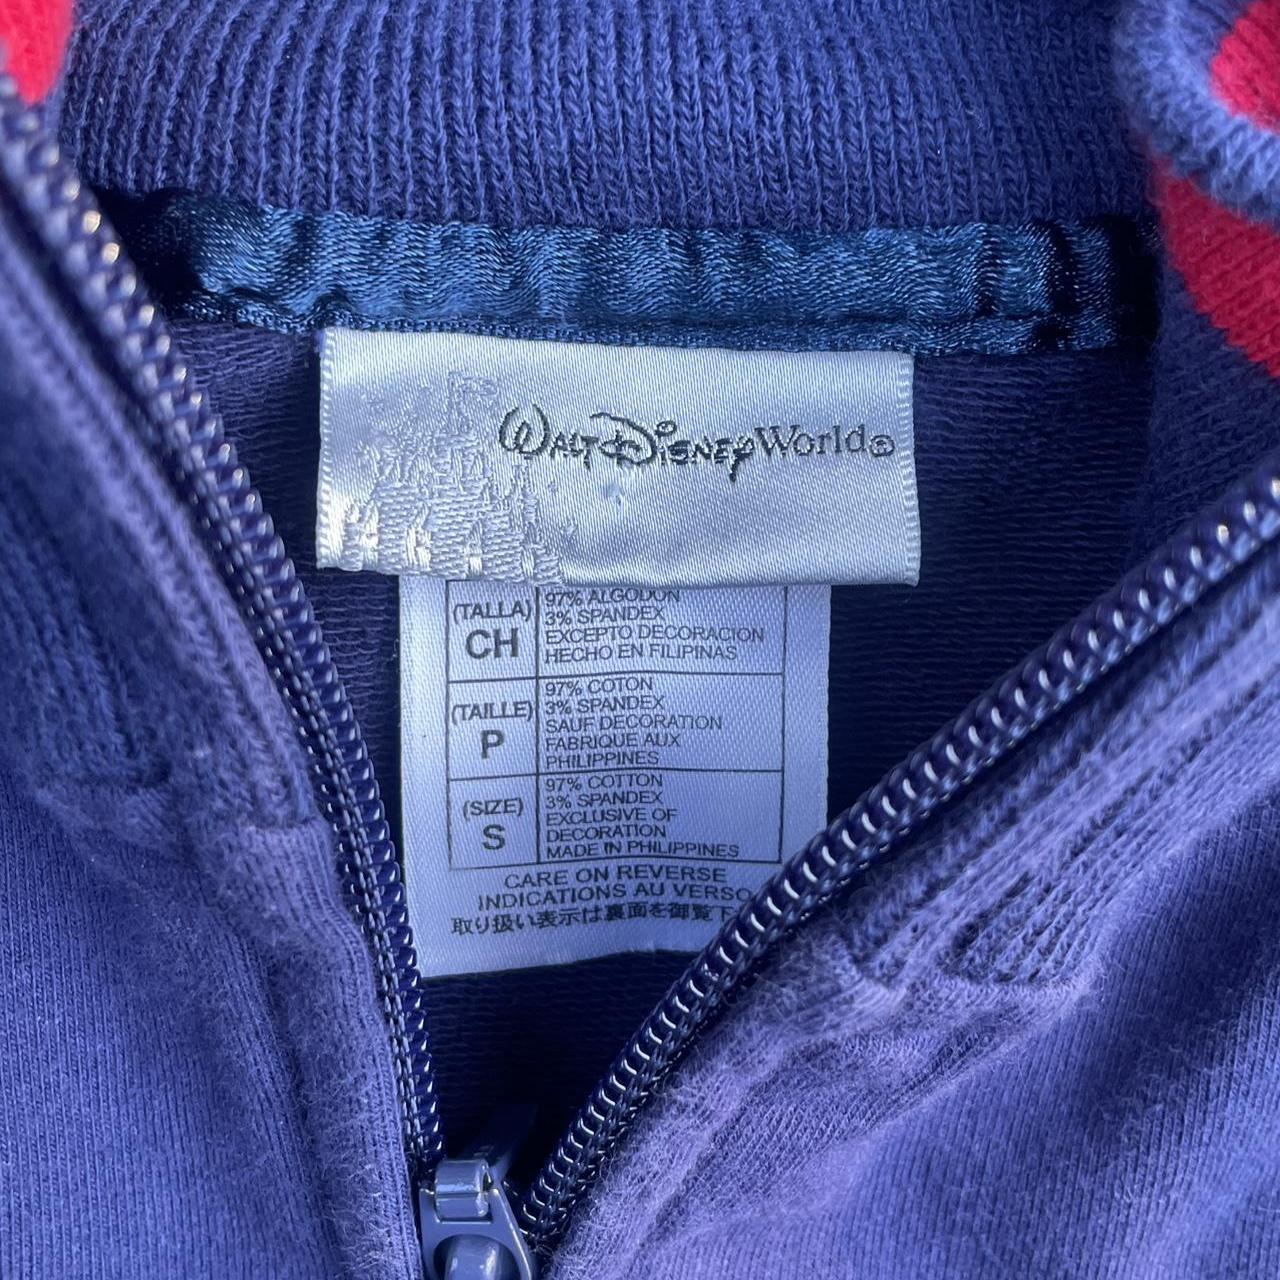 WALT DISNEY World®
(TALLA)
CH
97% ALGODON
3% SPANDEX
EXCEPTO DECORACION
HECHO EN FILIPINAS
(TAILLE)
P
97% COTON
3% SPANDEX
SAUF DECORATION
FABRIQUE AUX
PHILIPPINES
(SIZE)
S
97% COTTON
3% SPANDEX
EXCLUSIVE OF
DECORATION
MADE IN PHILIPPINES
CARE ON REVERSE
INDICATIONS AU VERSO
取り扱い表示は裏面を御覧下